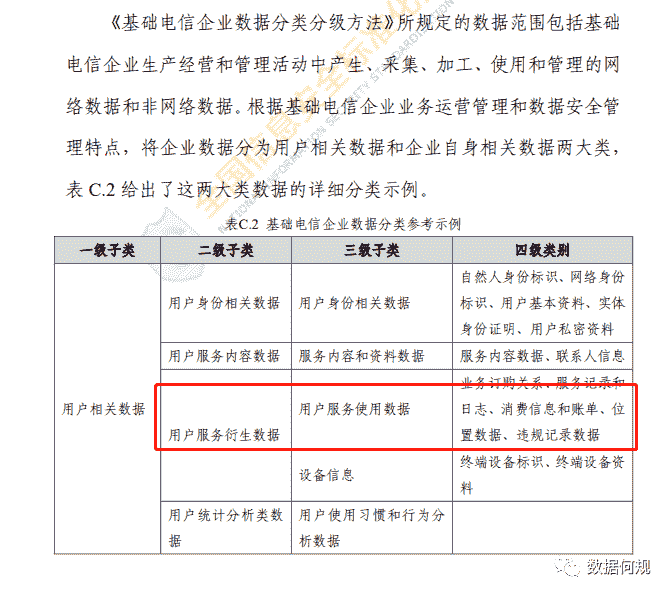 《基础电信企业数据分类分级方法》所规定的数据范围包括基础
电信企业生产经营和管理活动中产生、采集、加工、使用和管理的网
络数据和非网络数据。根据基础电信企业业务运营管理和数据安全管
理特点，将企业数据分为用户相关数据和企业自身相关数据两大类，
表 C.2 给出了这两大类数据的详细分类示例。
表C.2 基础电信企业数据分类参考示例
一级子类 二级子类 三级子类 四级类别
用户相关数据
用户身份相关数据 用户身份相关数据
自然人身份标识、网络身份
标识、用户基本资料、实体
身份证明、用户私密资料
用户服务内容数据 服务内容和资料数据 服务内容数据、联系人信息
用户服务衍生数据
用户服务使用数据
业务订购关系、服务记录和
日志、消费信息和账单、位
置数据、违规记录数据
设备信息
终端设备标识、终端设备资
料
用户统计分析类数
据
用户使用习惯和行为分
析数据
数据何规